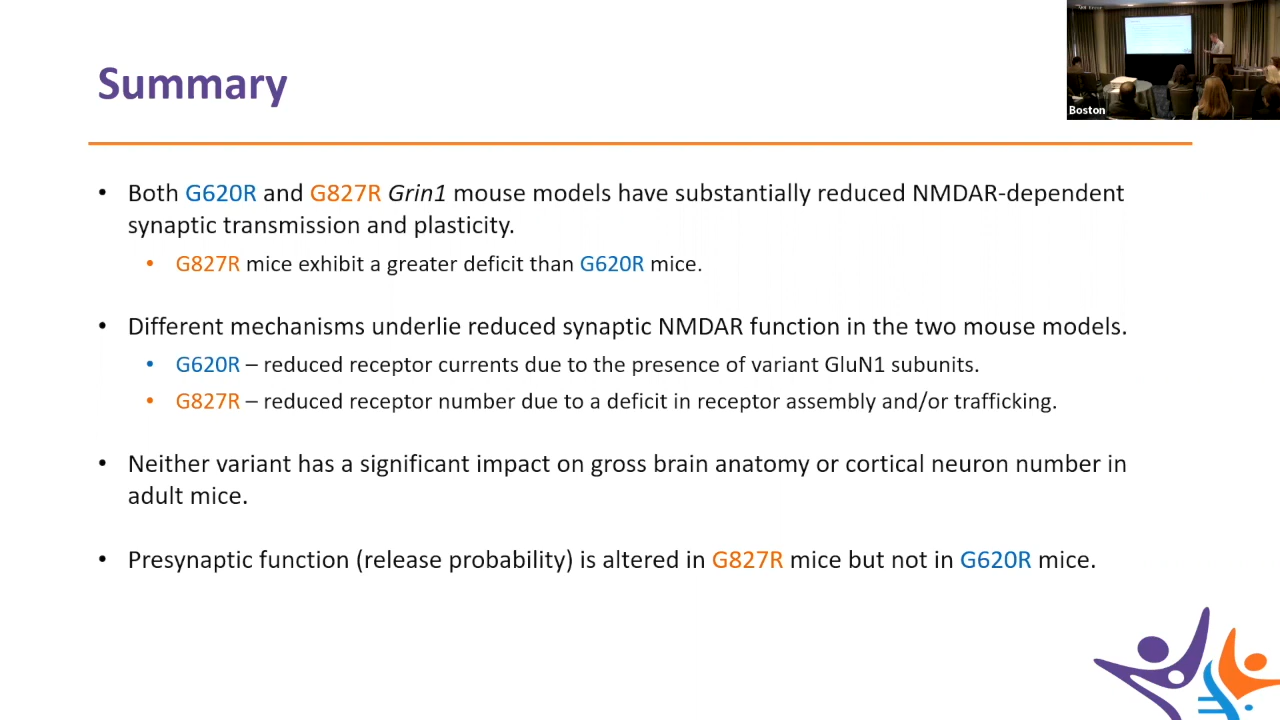 Summary
Boston
• Both G620R and G827R Grin1 mouse models have substantially reduced NMDAR-dependent
synaptic transmission and plasticity.
• G827R mice exhibit a greater deficit than G620R mice.
• Different mechanisms underlie reduced synaptic NMDAR function in the two mouse models.
• G620R – reduced receptor currents due to the presence of variant GluN1 subunits.
• G827R – reduced receptor number due to a deficit in receptor assembly and/or trafficking.
• Neither variant has a significant impact on gross brain anatomy or cortical neuron number in
adult mice.
• Presynaptic function (release probability) is altered in G827R mice but not in G620R mice.